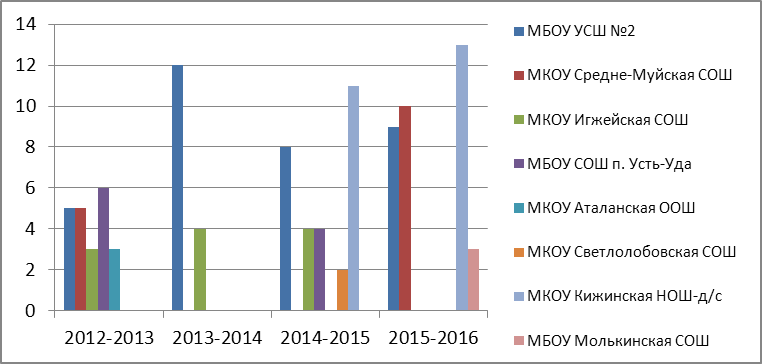 14
12
10
8
6
4
2
0
2012-2013 2013-2014 2014-2015 2015-2016
МБОУ УСШ №2
МКОУ Средне-Муйская СОШ
МКОУ Игжейская СОШ
МБОУ СОШ п. Усть-Уда
МКОУ Аталанская ООШ
МКОУ Светлолобовская СОШ
МКОУ Кижинская НОШ-д/с
МБОУ Молькинская СОШ